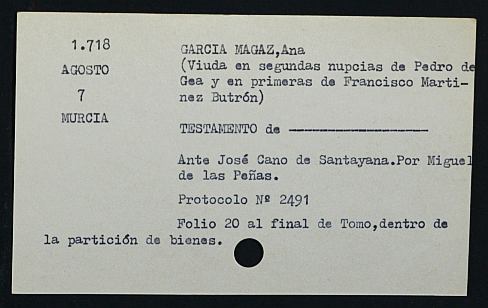 1.718
AGOSTO
7
MURCIA
GARCIA MAGAZ,Ana
(Viuda en segundas nupcias de Pedro de
Gea y en primeras de Francisco Marti-
nez Butrón)
TESTAMENTO de --------------------
Ante José Cano de Santayana.Por Miguel
de las Peñas.
Protocolo Nº 2491
Folio 20 al final de Tomo,dentro de
la partición de bienes.